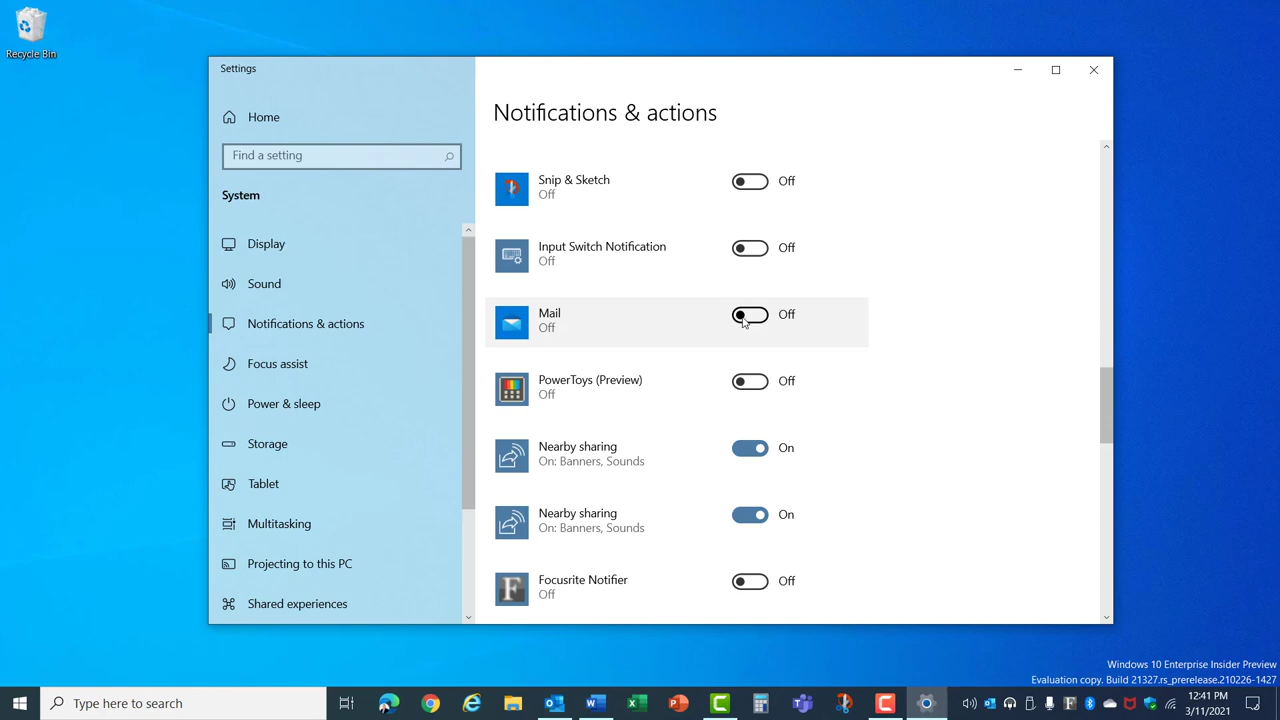 Recycle Bin
Settings
Home
Find a setting
System
Display
Sound
Notifications & actions
Focus assist
Power & sleep
Storage
Tablet
Multitasking
Projecting to this PC
Shared experiences
Notifications & actions
Snip & Sketch
Off
Off
Input Switch Notification
Off
Off
Mail
Off
Off
PowerToys (Preview)
Off
Off
Nearby sharing
On: Banners, Sounds
On
Nearby sharing
On: Banners, Sounds
On
Focusrite Notifier
Off
Off
Windows 10 Enterprise Insider Preview
Evaluation copy. Build 21327.rs_prerelease.210226-1427
Type here to search
12:41 PM
3/11/2021